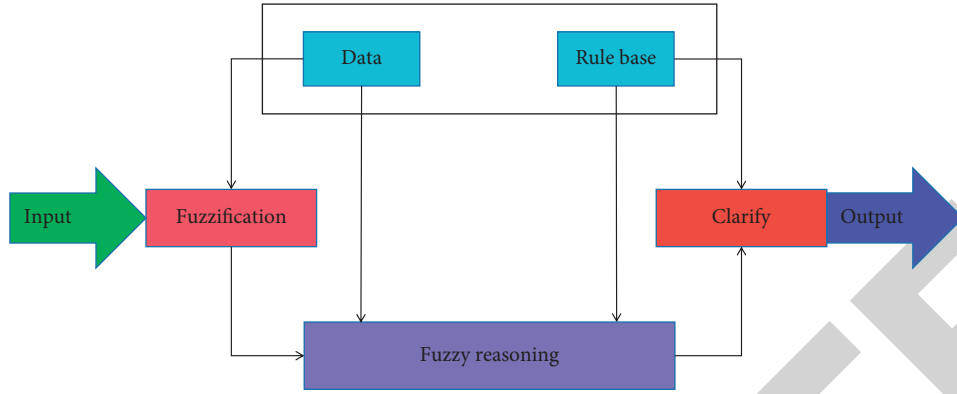 Data
Rule base
Input
Fuzzification
Clarify
Output
Fuzzy reasoning